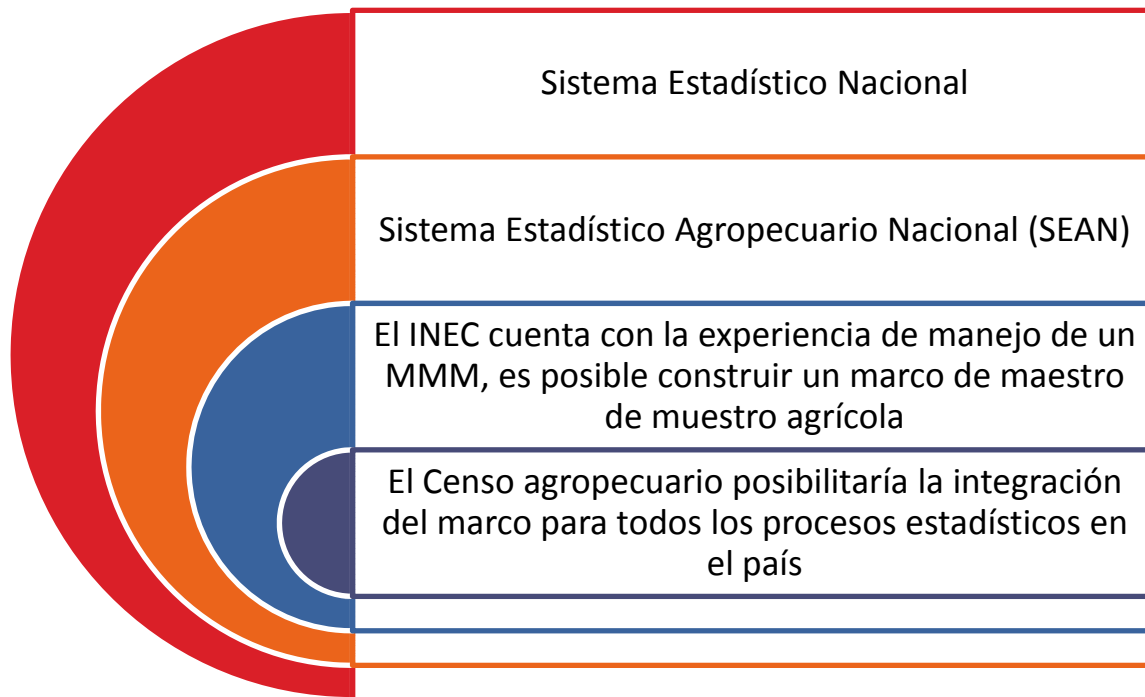 Sistema Estadístico Nacional
Sistema Estadístico Agropecuario Nacional (SEAN)
El INEC cuenta con la experiencia de manejo de un
MMM, es posible construir un marco de maestro
de muestro agrícola
El Censo agropecuario posibilitaría la integración
del marco para todos los procesos estadísticos en
el país